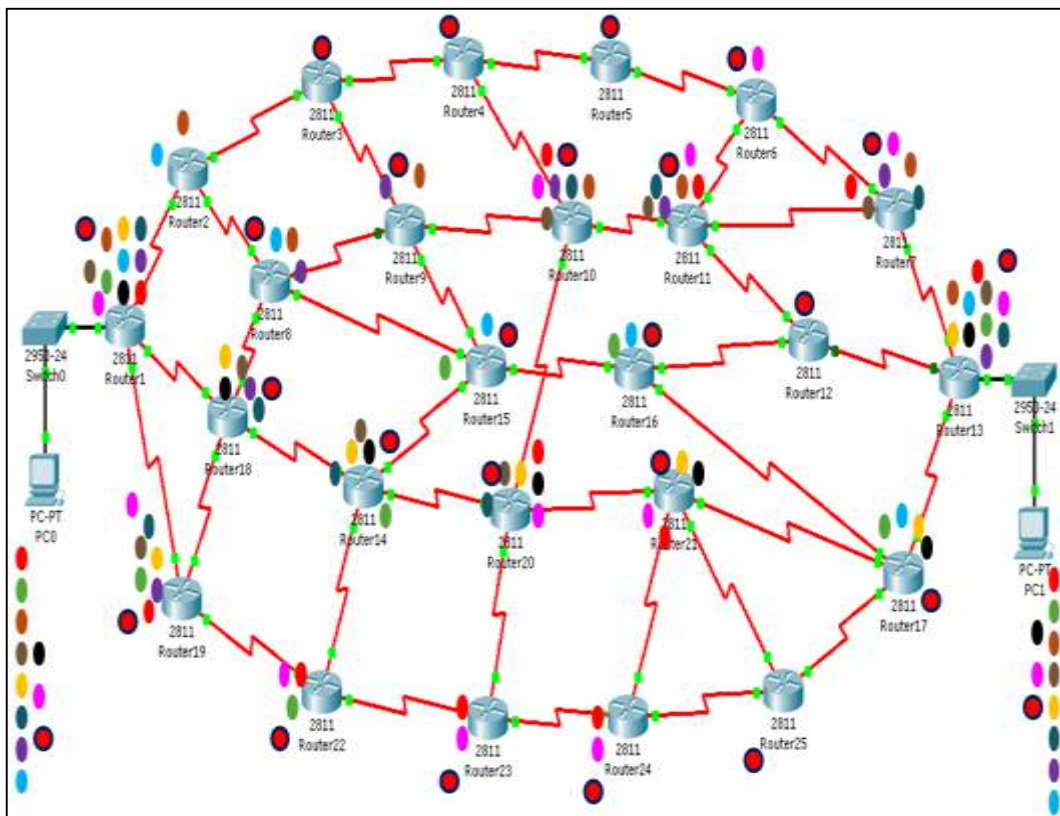 2811
Router4
2811
Router5
2811
Router3
2811
Router6
2811
Router2
2811
Router9
2811
Router10
2811
Router11
2811
Router7
2811
Router8
2950-24
Switch0
2811
Router1
2811
Router15
2811
Router16
2811
Router12
2811
Router13
2950-24
Switch1
2811
Router18
PC-PT
PC0
2811
Router14
2811
Router20
2811
Router21
PC-PT
PC1
2811
Router17
2811
Router19
2811
Router22
2811
Router23
2811
Router24
2811
Router25